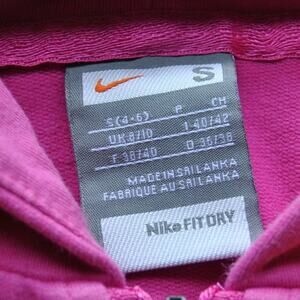 S
S(4-6) P CH
UK 8/10 I 40/42
F 38/40 D 36/38
MADE IN SRI LANKA
FABRIQUE AU SRI LANKA
Nike FIT DRY